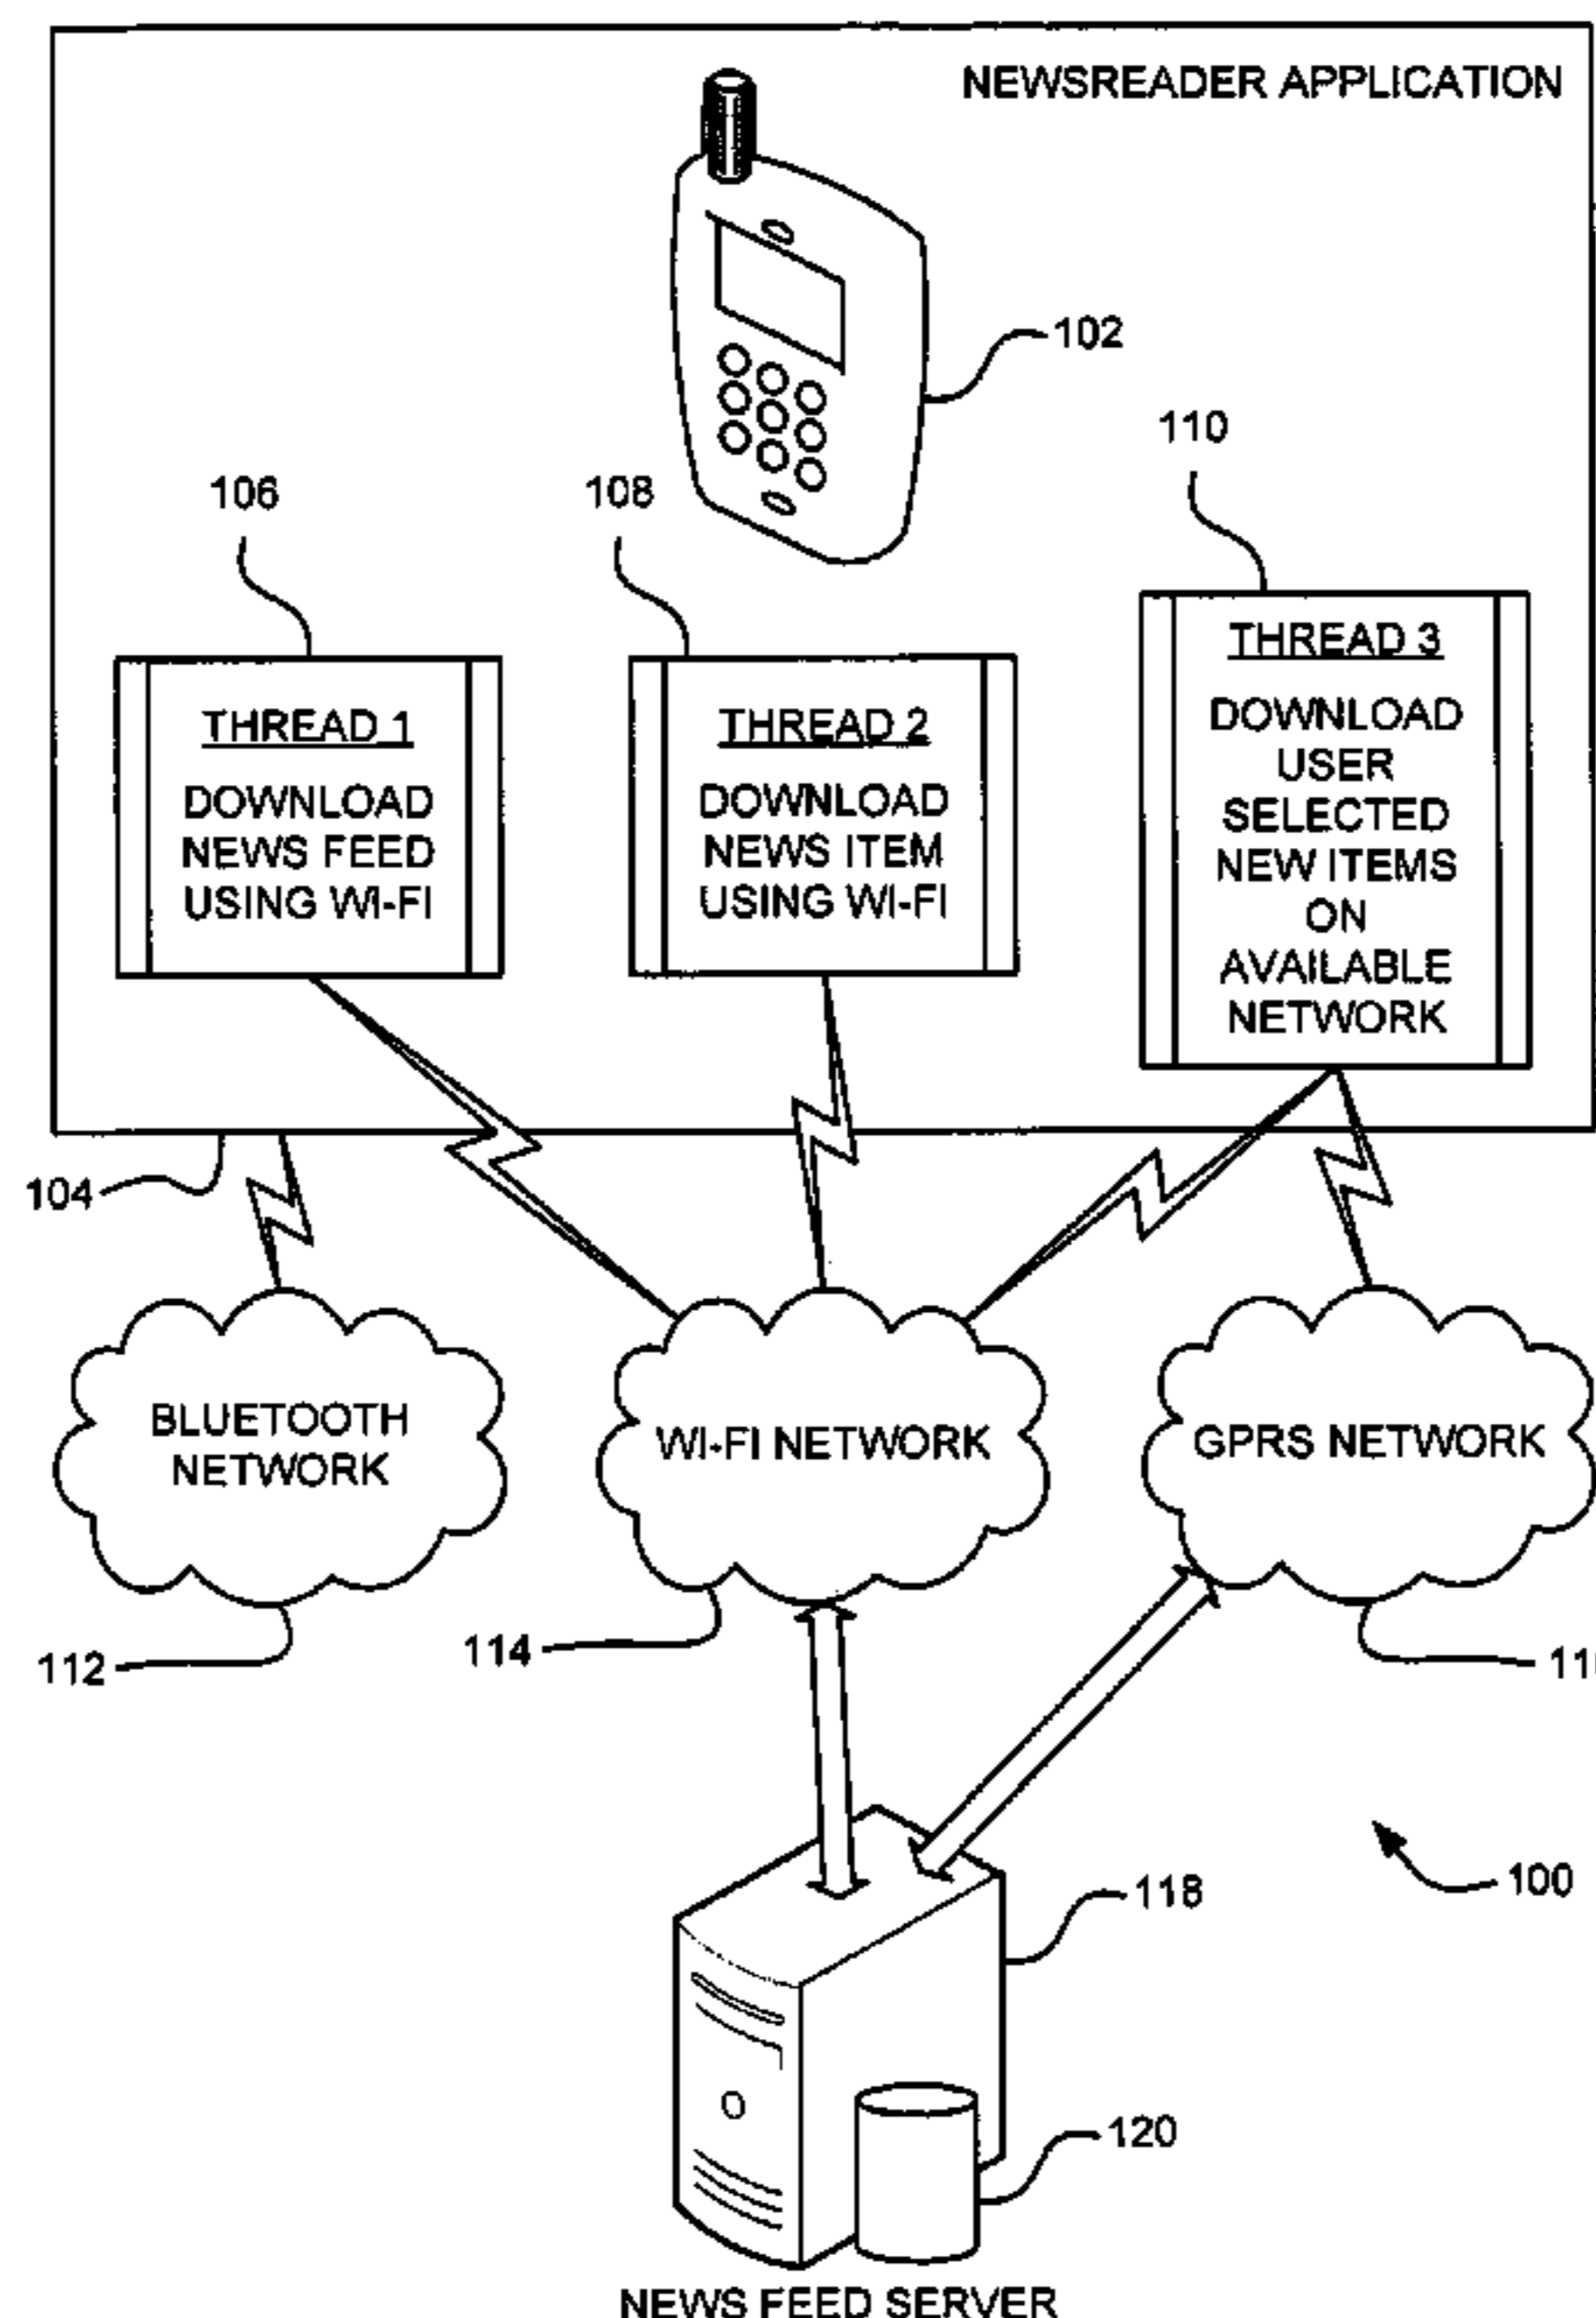 NEWSREADER APPLICATION
102
110
106
108
THREAD 1
DOWNLOAD
NEWS FEED
USING WI-FI
THREAD 2
DOWNLOAD
NEWS ITEM
USING WI-FI
THREAD 3
DOWNLOAD
USER
SELECTED
NEW ITEMS
ON
AVAILABLE
NETWORK
104
BLUETOOTH
NETWORK
WI-FI NETWORK
GPRS NETWORK
112
114
100
118
120
NEWS FEED SERVER